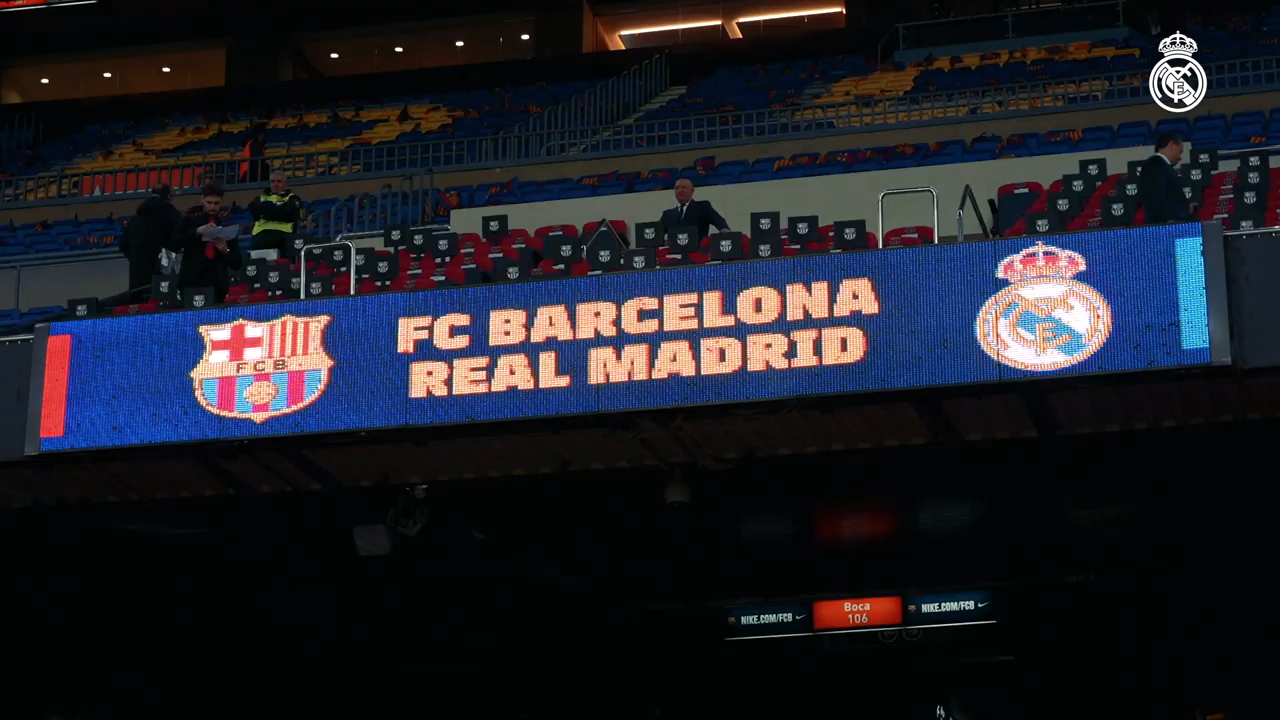 FC BARCELONA
REAL MADRID
FCB
NIKE.COM/FCB
Boca
106
NIKE.COM/FCB